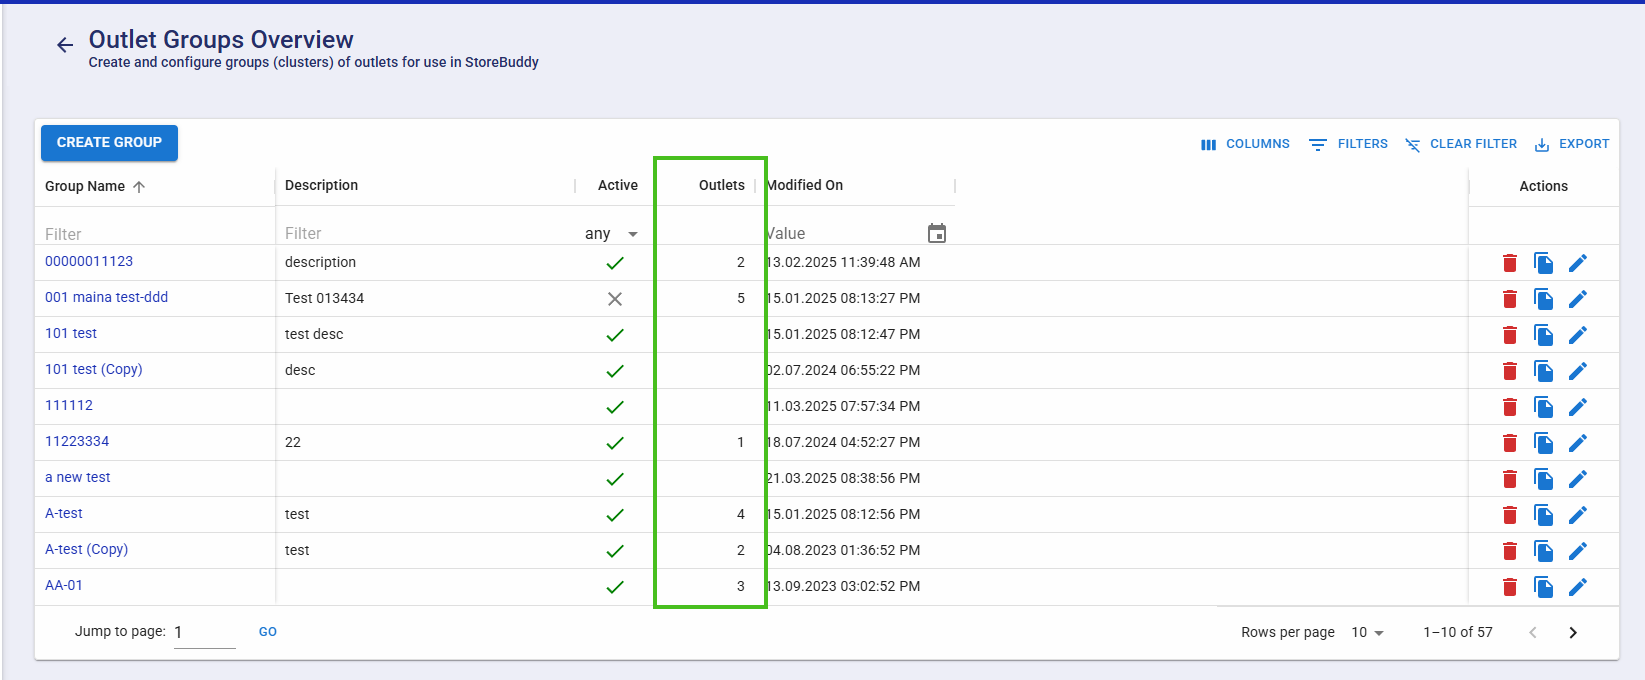 Outlet Groups Overview
Create and configure groups (clusters) of outlets for use in StoreBuddy
CREATE GROUP COLUMNS FILTERS CLEAR FILTER EXPORT
Group Name Description Active Outlets Modified On Actions
Filter Filter any Value
00000011123 description 2 13.02.2025 11:39:48 AM
001 maina test-ddd Test 013434 5 15.01.2025 08:13:27 PM
101 test test desc 15.01.2025 08:12:47 PM
101 test (Copy) desc 02.07.2024 06:55:22 PM
111112 11.03.2025 07:57:34 PM
11223334 22 1 18.07.2024 04:52:27 PM
a new test 21.03.2025 08:38:56 PM
A-test test 4 15.01.2025 08:12:56 PM
A-test (Copy) test 2 04.08.2023 01:36:52 PM
AA-01 3 13.09.2023 03:02:52 PM
Jump to page: 1 GO Rows per page 10 1–10 of 57